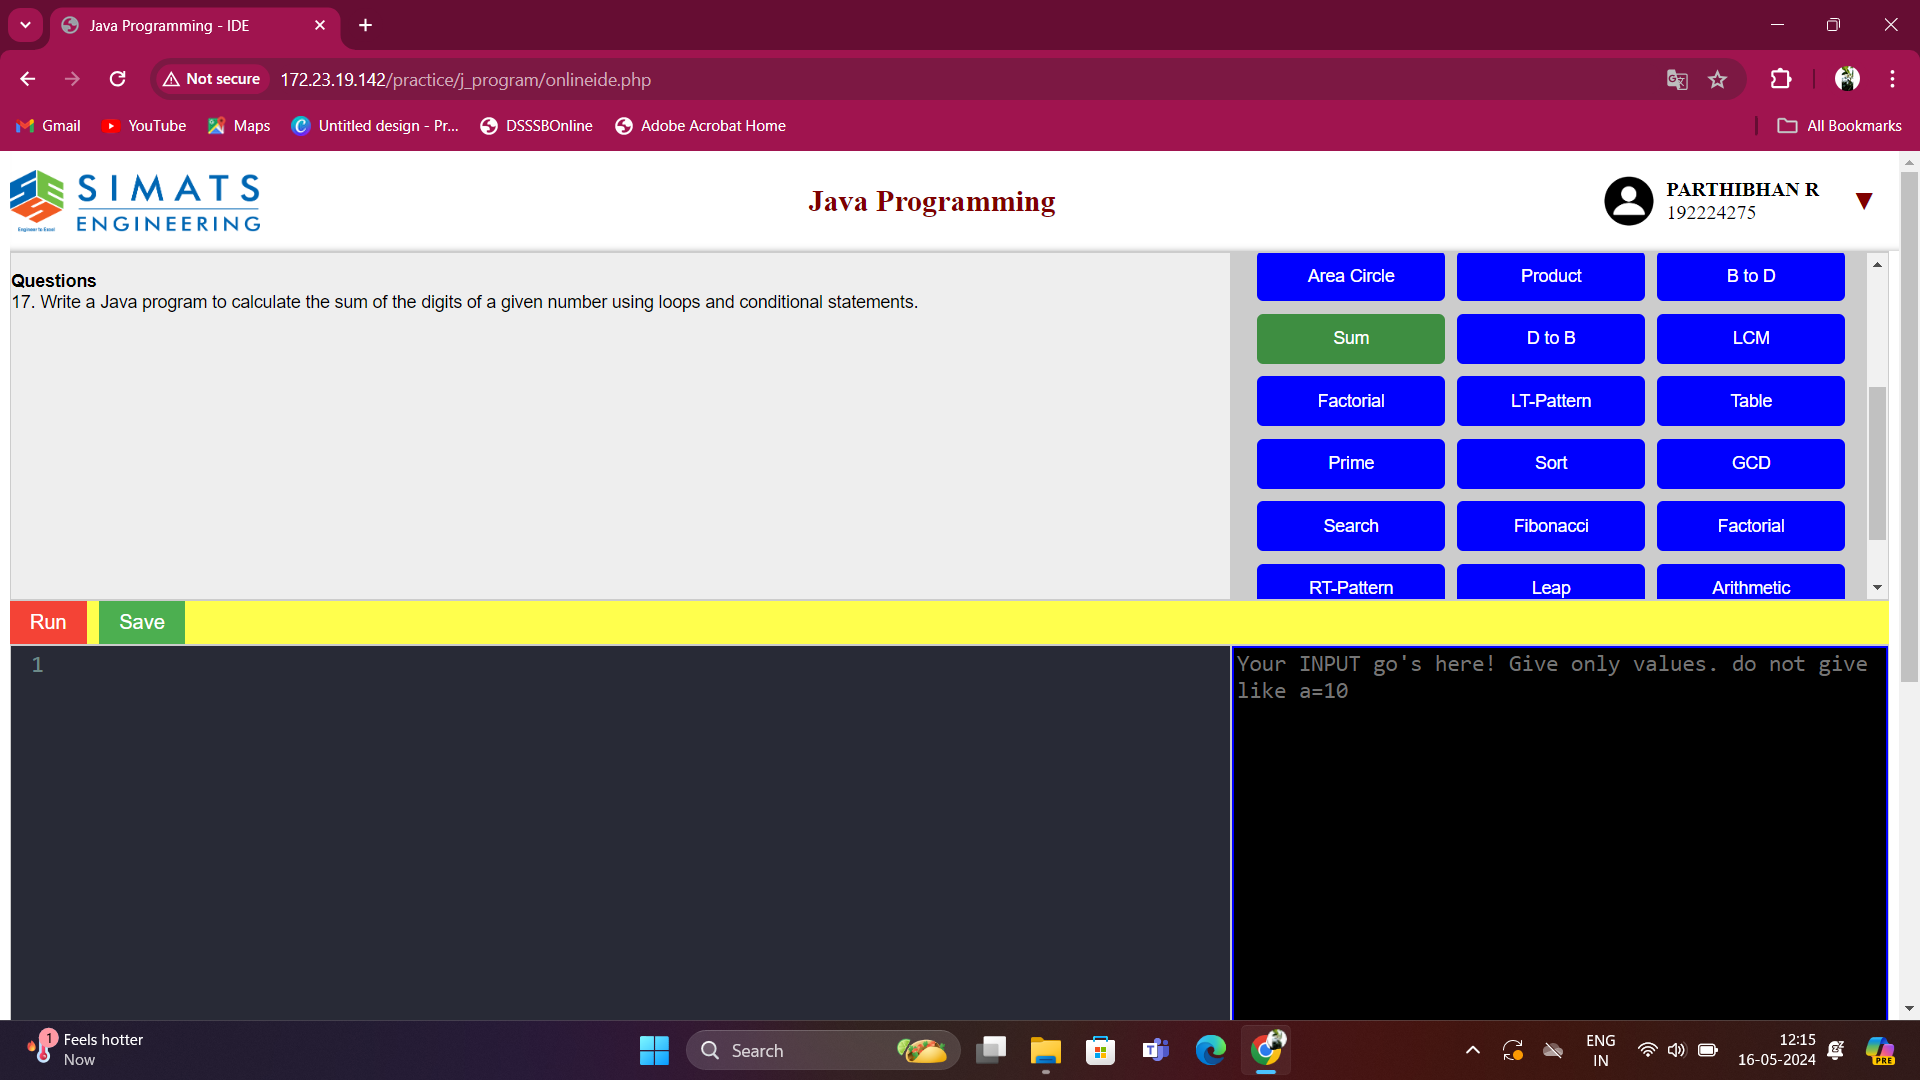 Java Programming - IDE
Not secure
172.23.19.142/practice/j_program/onlineide.php
Gmail
YouTube
Maps
Untitled design - Pr...
DSSSBOnline
Adobe Acrobat Home
All Bookmarks
SIMATS
ENGINEERING
Engineer to Excel
Java Programming
PARTHIBHAN R
192224275
Questions
17. Write a Java program to calculate the sum of the digits of a given number using loops and conditional statements.
Area Circle
Product
B to D
Sum
D to B
LCM
Factorial
LT-Pattern
Table
Prime
Sort
GCD
Search
Fibonacci
Factorial
RT-Pattern
Leap
Arithmetic
Run
Save
1
Your INPUT go's here! Give only values. do not give
like a=10
1
Feels hotter
Now
Search
ENG
IN
12:15
16-05-2024
PRE